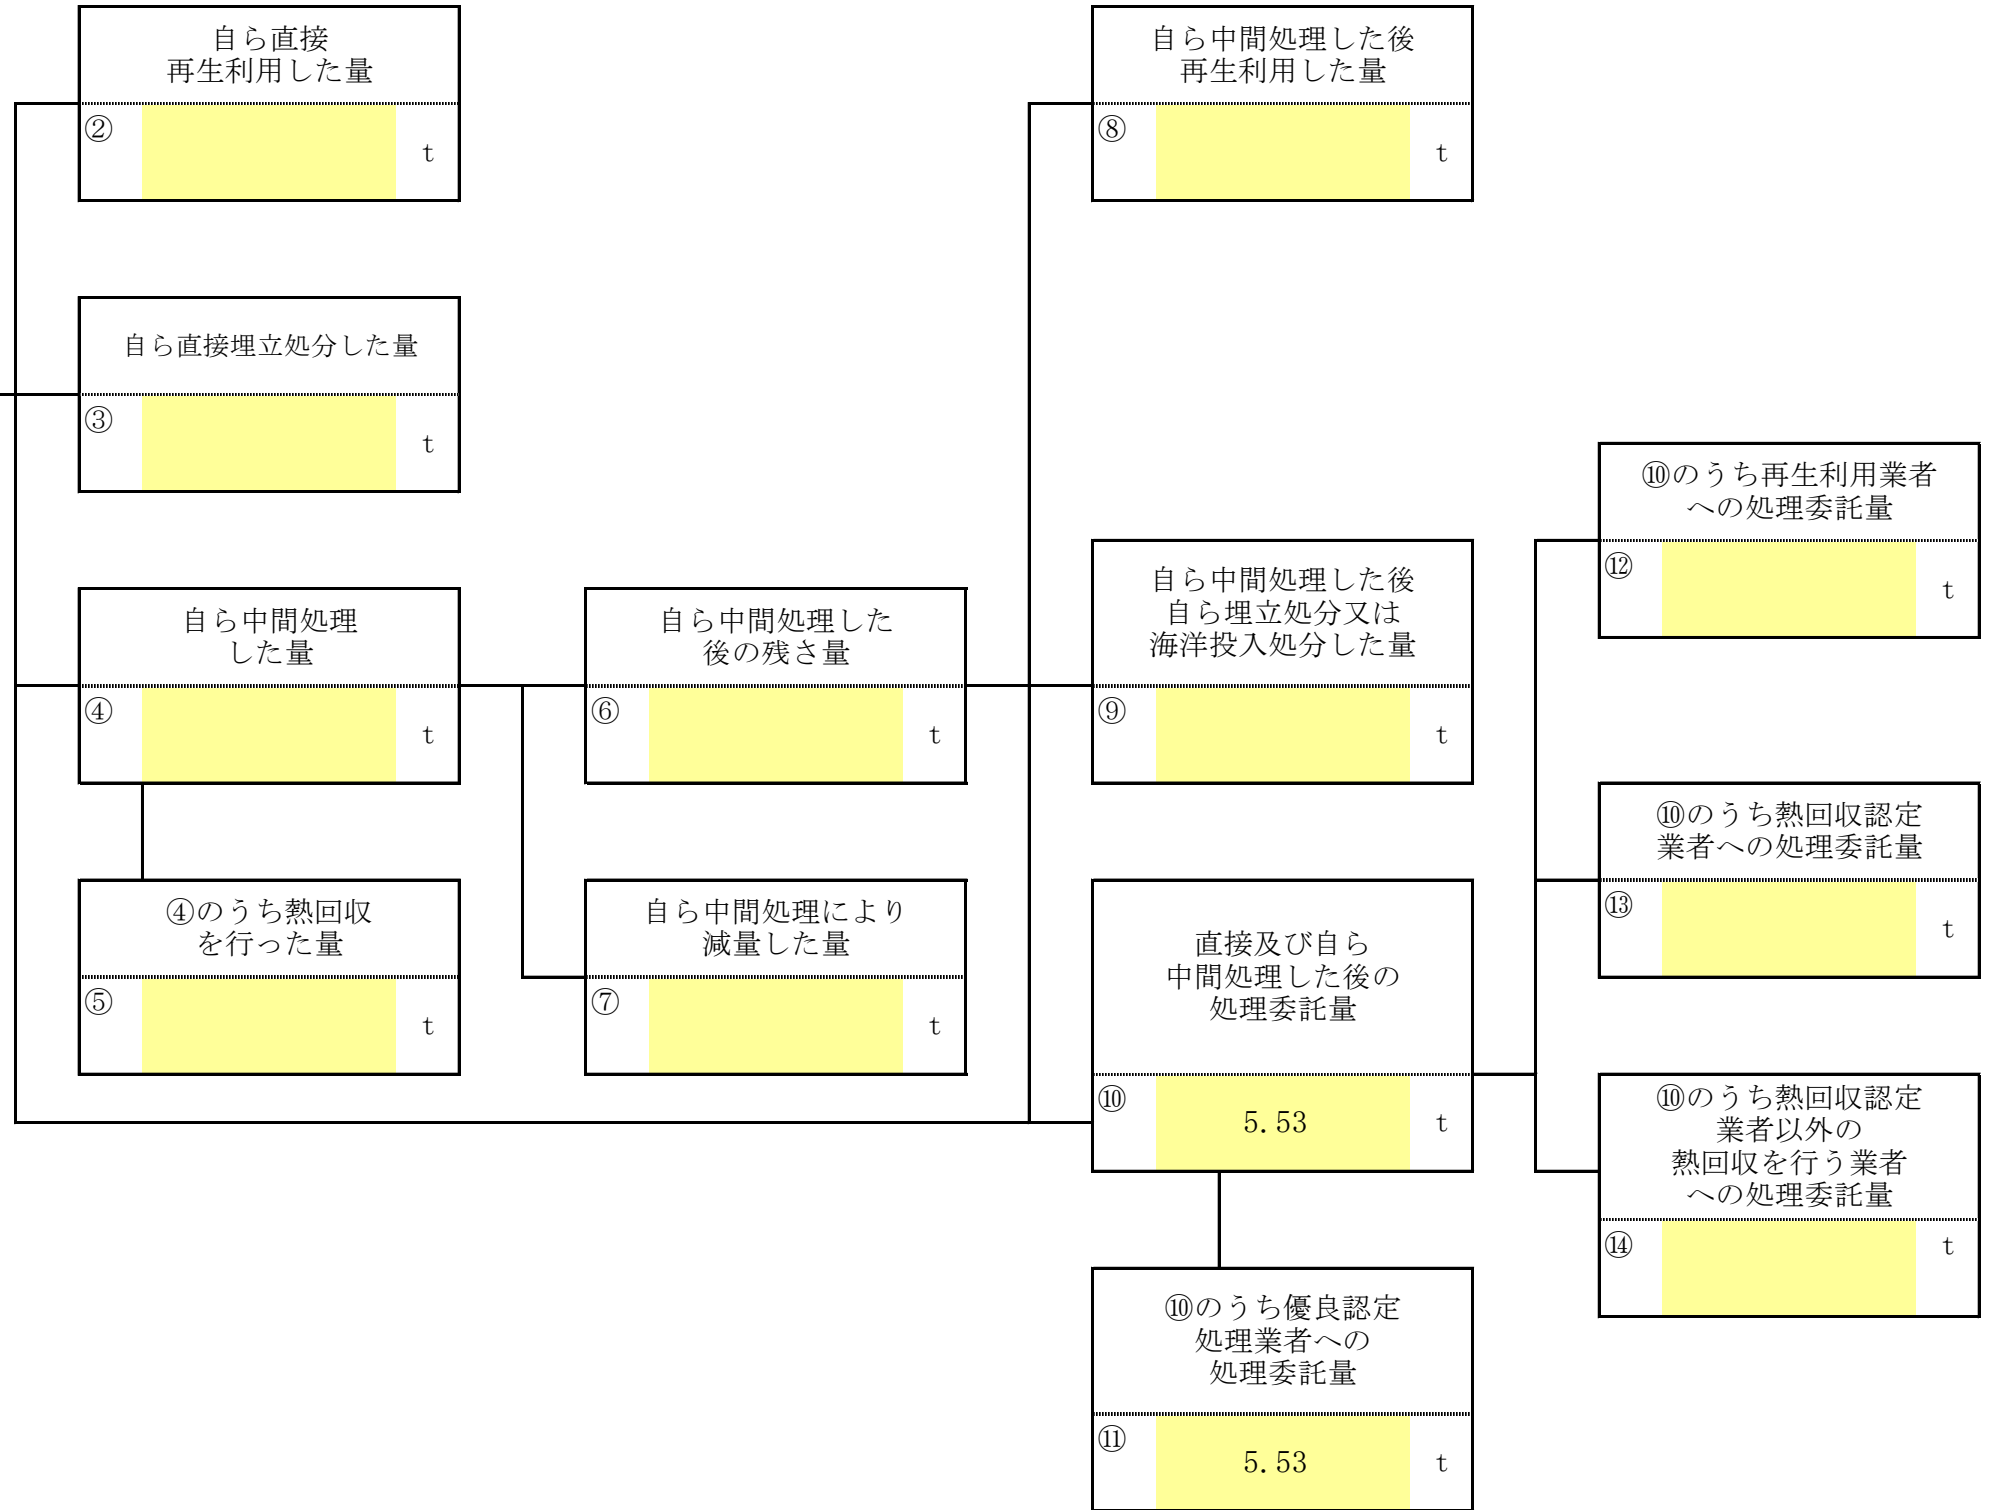 自ら直接
再生利用した量
②
t
自ら中間処理した後
再生利用した量
⑧
t
自ら直接埋立処分した量
③
t
⑩のうち再生利用業者
への処理委託量
⑫
t
自ら中間処理
した量
④
t
自ら中間処理した
後の残さ量
⑥
t
自ら中間処理した後
自ら埋立処分又は
海洋投入処分した量
⑨
t
⑩のうち熱回収認定
業者への処理委託量
⑬
t
④のうち熱回収
を行った量
⑤
t
自ら中間処理により
減量した量
⑦
t
直接及び自ら
中間処理した後の
処理委託量
⑩ 5.53 t
⑩のうち熱回収認定
業者以外の
熱回収を行う業者
への処理委託量
⑭
t
⑩のうち優良認定
処理業者への
処理委託量
⑪ 5.53 t